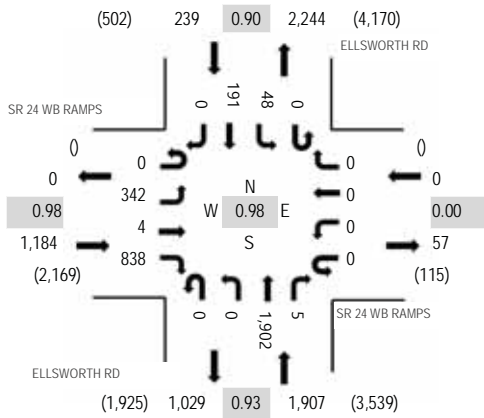 (502) 239 0.90 2,244 (4,170)
ELLSWORTH RD
SR 24 WB RAMPS
0 191 48 0
() ()
0 0 0 0
342 N 0
0.98 W 0.98 E 0.00
4 0
1,184 S 57
838 0
(2,169) (115)
0 0 1,902 5
SR 24 WB RAMPS
ELLSWORTH RD
(1,925) 1,029 0.93 1,907 (3,539)